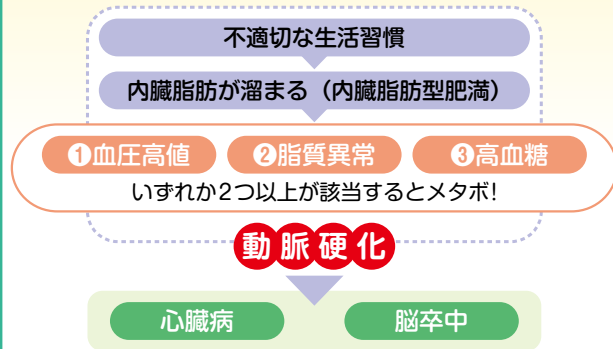 不適切な生活習慣
内臓脂肪が溜まる（内臓脂肪型肥満）
❶血圧高値 ❷脂質異常 ❸高血糖
いずれか2つ以上が該当するとメタボ!
動脈硬化
心臓病 脳卒中